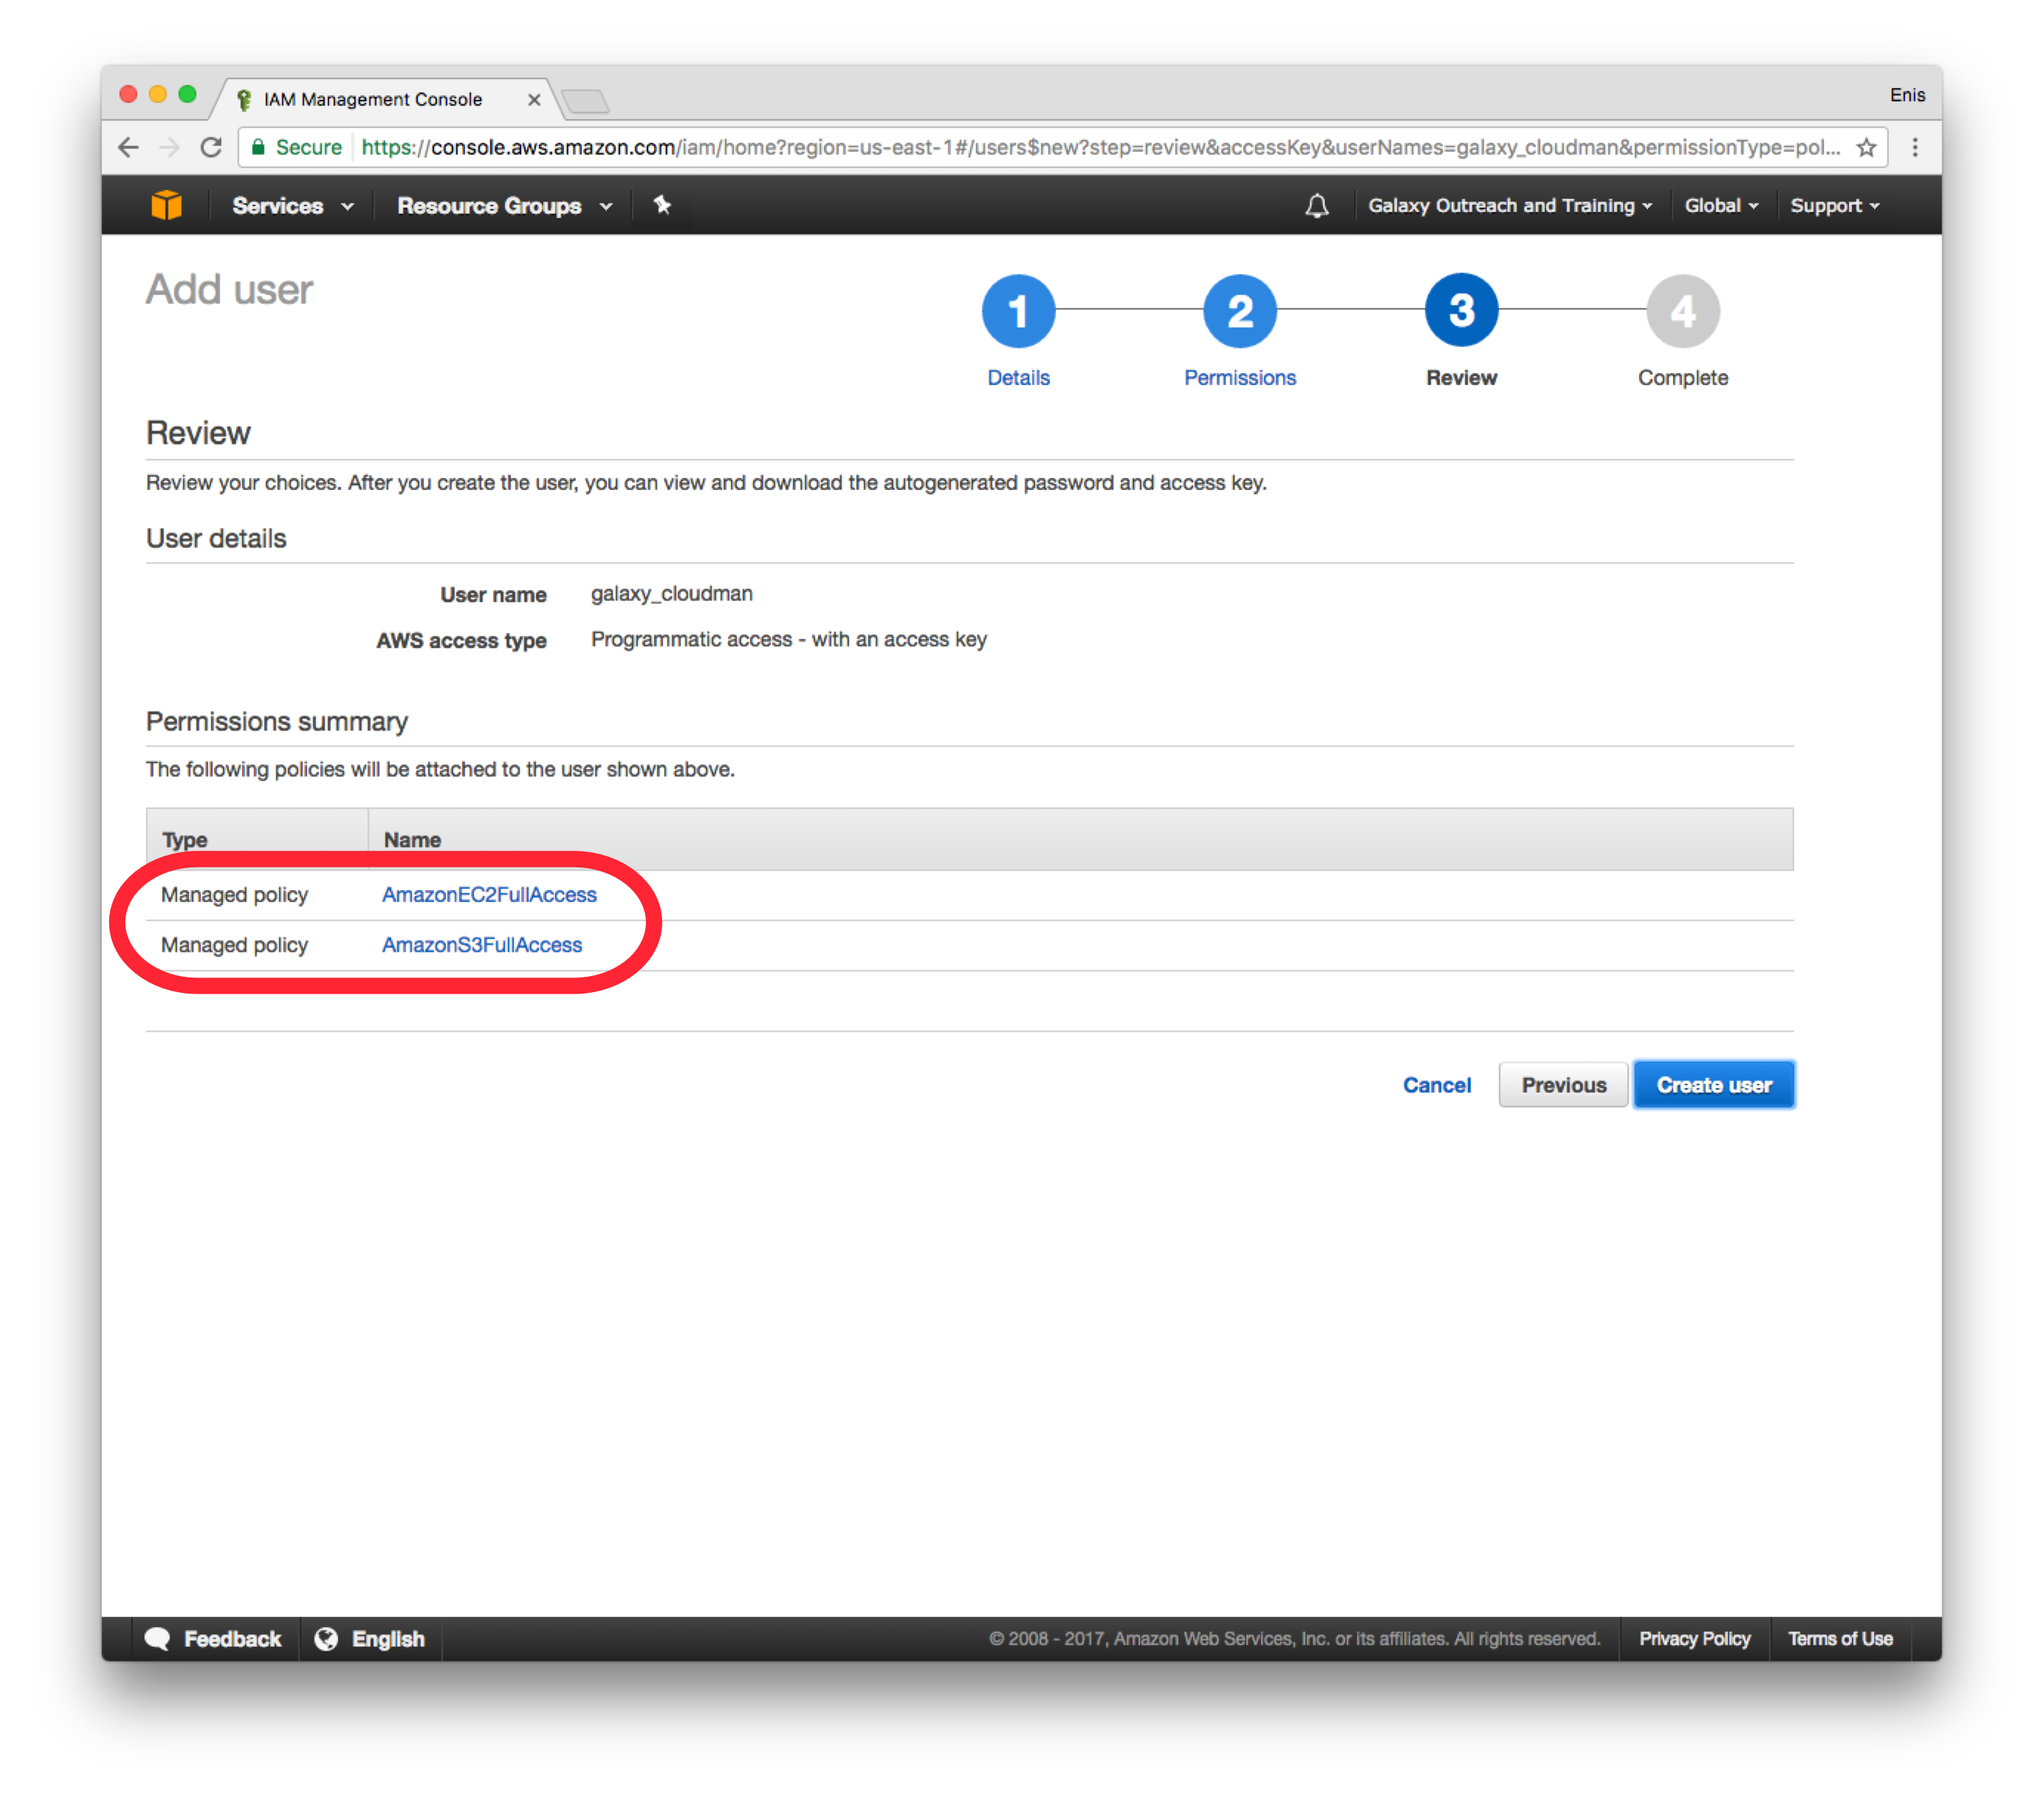 IAM Management Console
Enis
Secure https://console.aws.amazon.com/iam/home?region=us-east-1#/users$new?step=review&accessKey&userNames=galaxy_cloudman&permissionType=pol...
Services Resource Groups Galaxy Outreach and Training Global Support
Add user
1 2 3 4
Details Permissions Review Complete
Review
Review your choices. After you create the user, you can view and download the autogenerated password and access key.
User details
User name galaxy_cloudman
AWS access type Programmatic access - with an access key
Permissions summary
The following policies will be attached to the user shown above.
Type Name
Managed policy AmazonEC2FullAccess
Managed policy AmazonS3FullAccess
Cancel Previous Create user
Feedback English © 2008 - 2017, Amazon Web Services, Inc. or its affiliates. All rights reserved. Privacy Policy Terms of Use